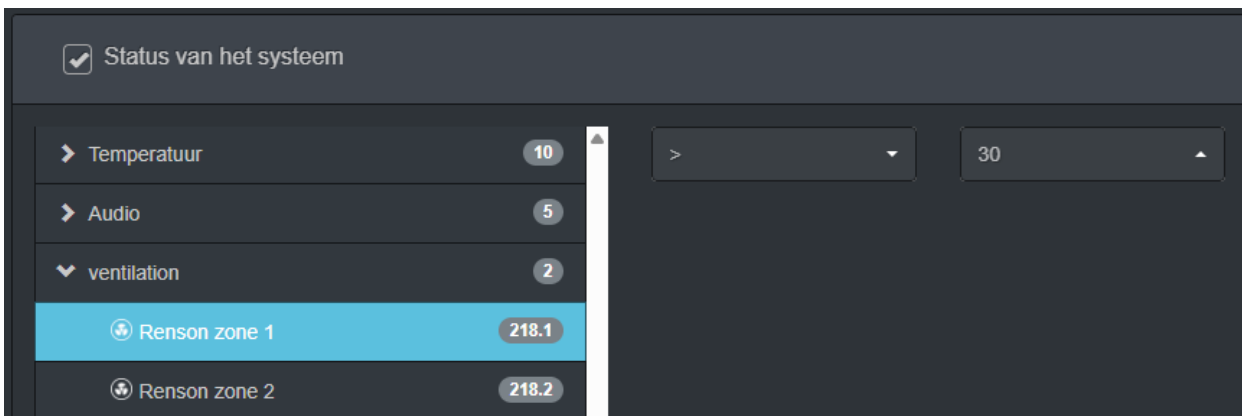 Status van het systeem
Temperatuur 10 > 30
Audio 5
ventilation 2
Renson zone 1 218.1
Renson zone 2 218.2